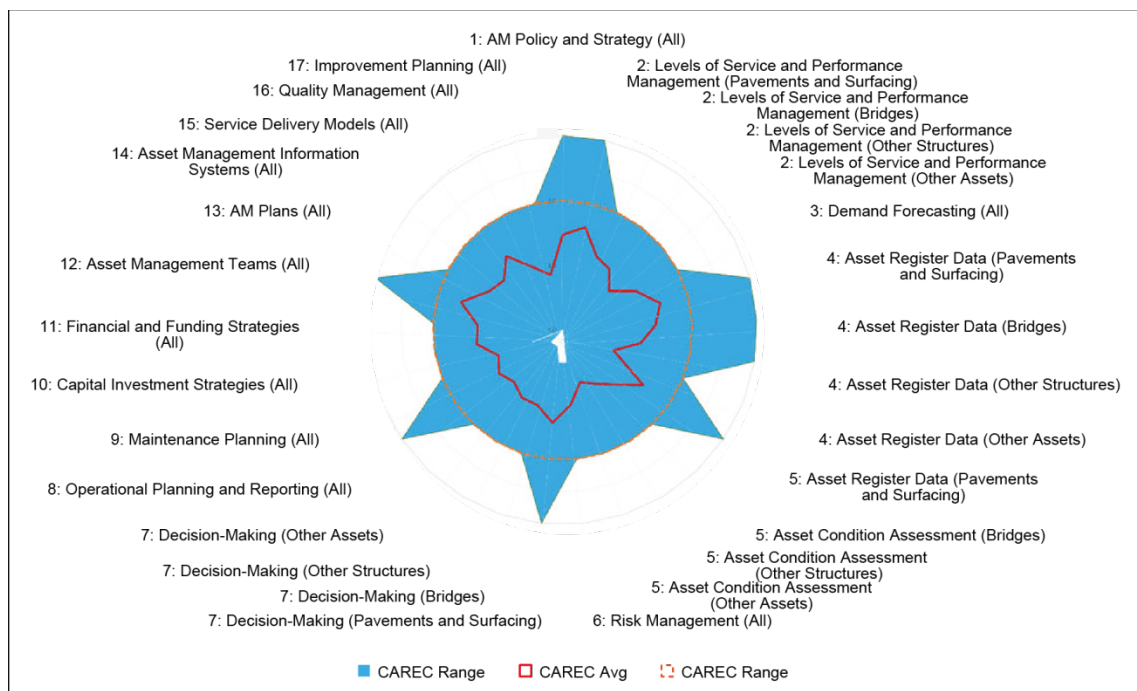 1: AM Policy and Strategy (All)
2: Levels of Service and Performance
Management (Pavements and Surfacing)
2: Levels of Service and Performance
Management (Bridges)
2: Levels of Service and Performance
Management (Other Structures)
2: Levels of Service and Performance
Management (Other Assets)
3: Demand Forecasting (All)
4: Asset Register Data (Pavements
and Surfacing)
4: Asset Register Data (Bridges)
4: Asset Register Data (Other Structures)
4: Asset Register Data (Other Assets)
5: Asset Register Data (Pavements
and Surfacing)
5: Asset Condition Assessment (Bridges)
5: Asset Condition Assessment
(Other Structures)
5: Asset Condition Assessment
(Other Assets)
6: Risk Management (All)
7: Decision-Making (Pavements and Surfacing)
7: Decision-Making (Bridges)
7: Decision-Making (Other Structures)
7: Decision-Making (Other Assets)
8: Operational Planning and Reporting (All)
9: Maintenance Planning (All)
10: Capital Investment Strategies (All)
11: Financial and Funding Strategies
(All)
12: Asset Management Teams (All)
13: AM Plans (All)
14: Asset Management Information
Systems (All)
15: Service Delivery Models (All)
16: Quality Management (All)
17: Improvement Planning (All)
CAREC Range
CAREC Avg
CAREC Range